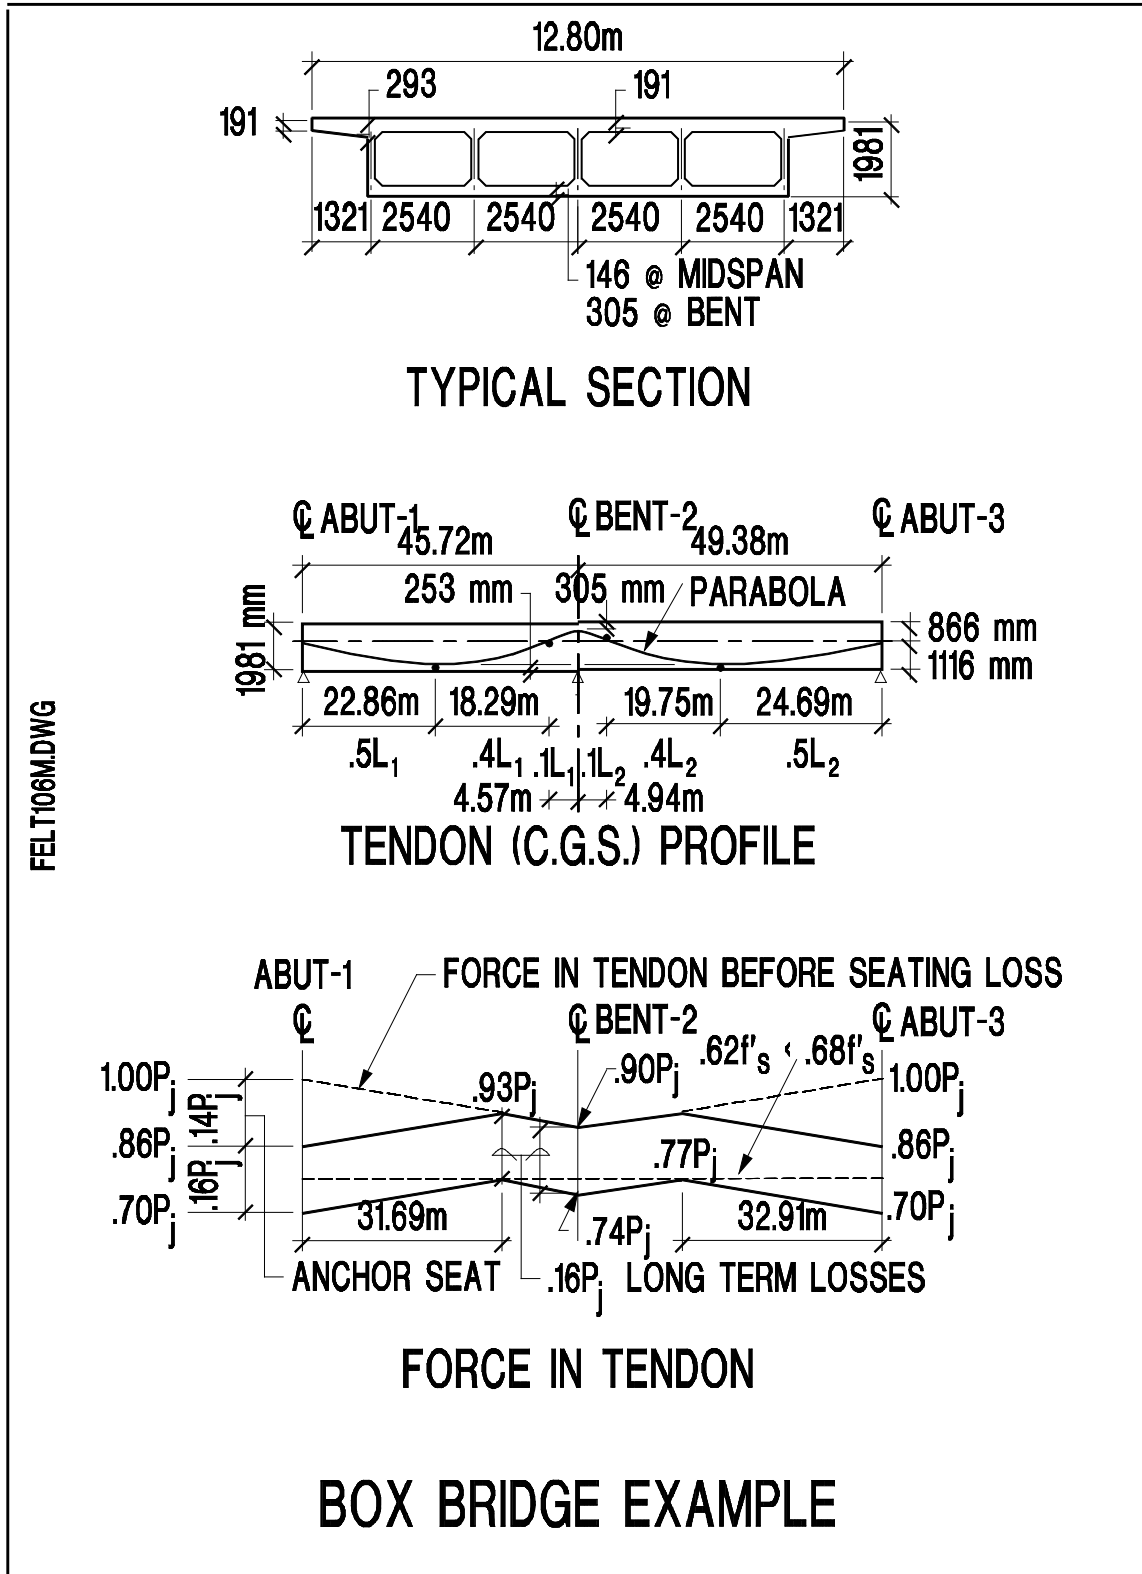 12.80m
293
191
191
1981
1321
2540
2540
2540
2540
1321
146 @ MIDSPAN
305 @ BENT
TYPICAL SECTION
℄ ABUT-1
℄ BENT-2
℄ ABUT-3
45.72m
49.38m
253 mm
305 mm
PARABOLA
1981 mm
866 mm
1116 mm
22.86m
18.29m
19.75m
24.69m
.5L1
.4L1
.1L1
.1L2
.4L2
.5L2
4.57m
4.94m
TENDON (C.G.S.) PROFILE
FELT106M.DWG
ABUT-1
FORCE IN TENDON BEFORE SEATING LOSS
℄
℄ BENT-2
℄ ABUT-3
.62f's < .68f's
1.00Pj
.14Pj
.93Pj
.90Pj
1.00Pj
.86Pj
.16Pj
.77Pj
.86Pj
.70Pj
31.69m
.74Pj
32.91m
.70Pj
ANCHOR SEAT
.16Pj LONG TERM LOSSES
FORCE IN TENDON
BOX BRIDGE EXAMPLE